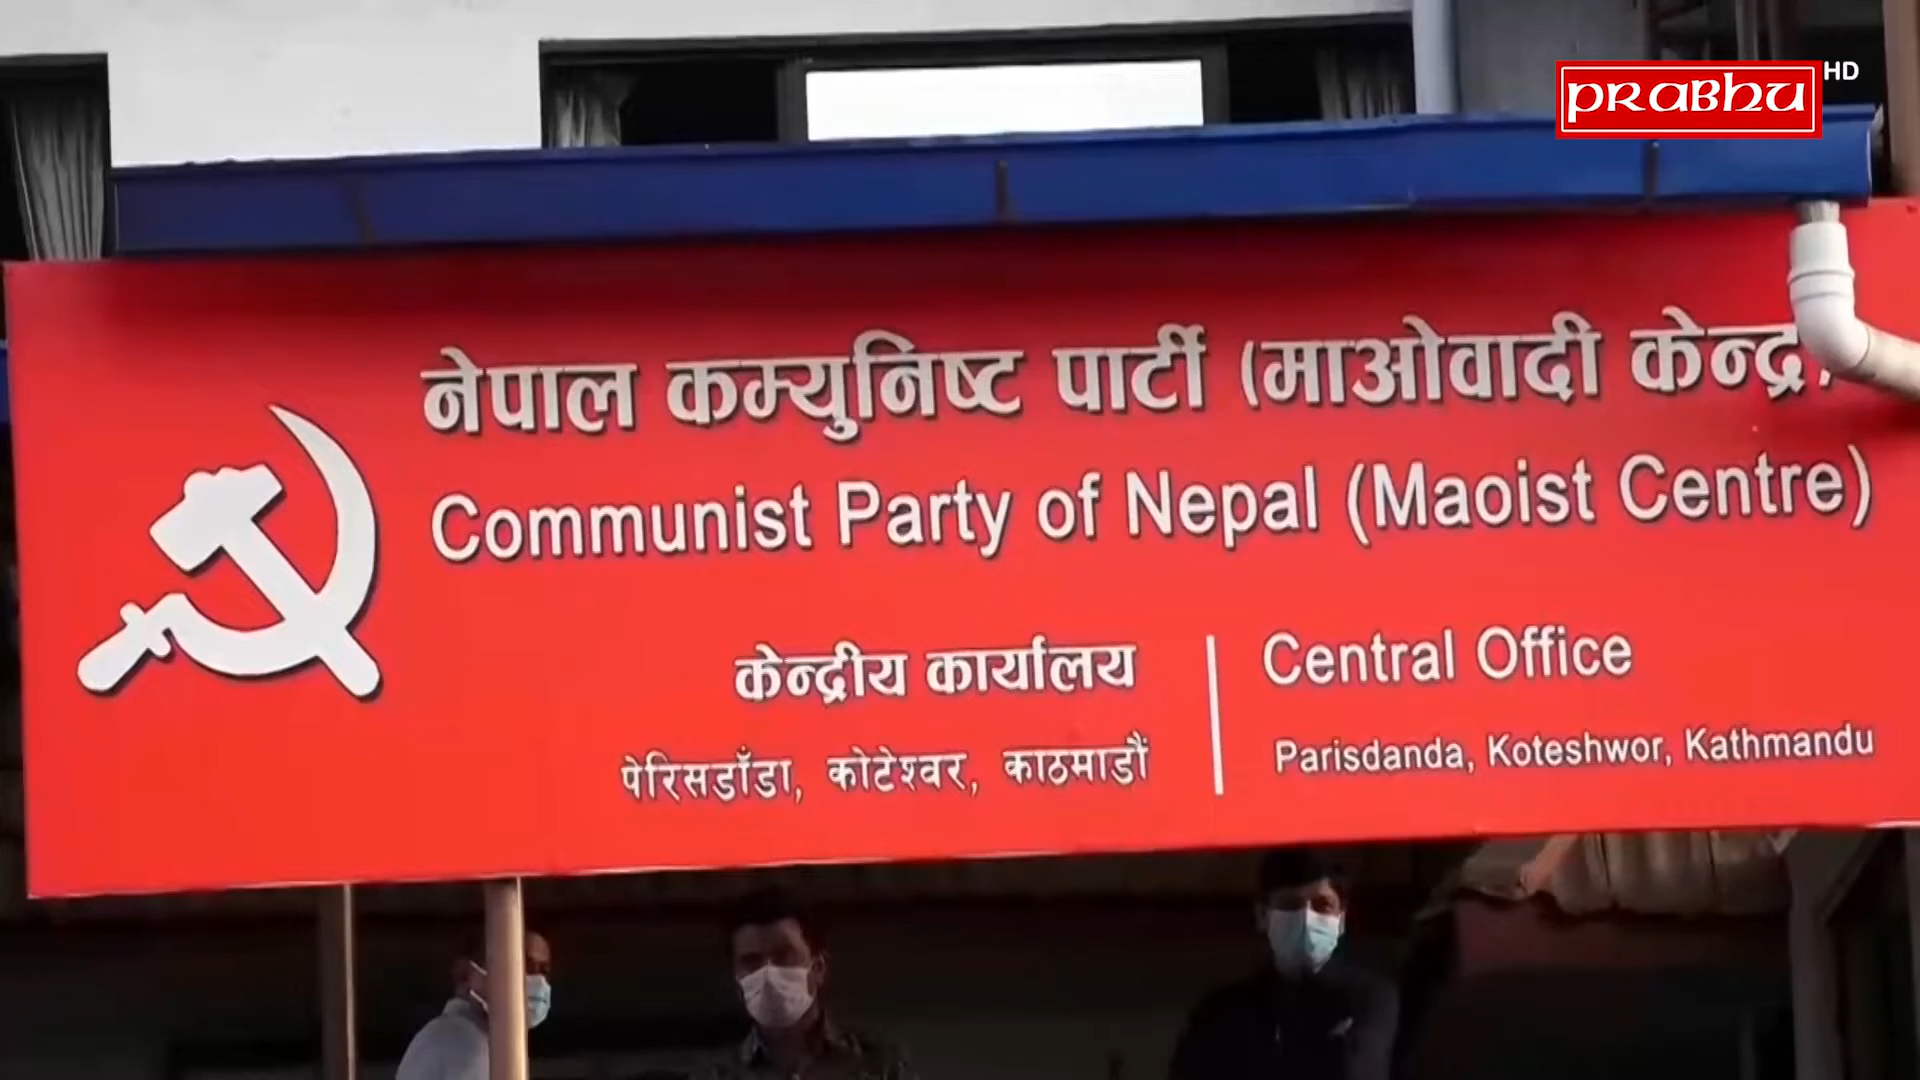 PRABHU HD
नेपाल कम्युनिष्ट पार्टी (माओवादी केन्द्र)
Communist Party of Nepal (Maoist Centre)
केन्द्रीय कार्यालय
पेरिसडाँडा, कोटेश्वर, काठमाडौं
Central Office
Parisdanda, Koteshwor, Kathmandu